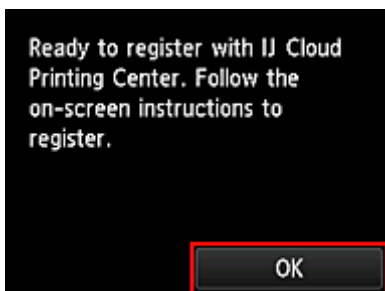 Ready to register with IJ Cloud
Printing Center. Follow the
on-screen instructions to
register.
OK